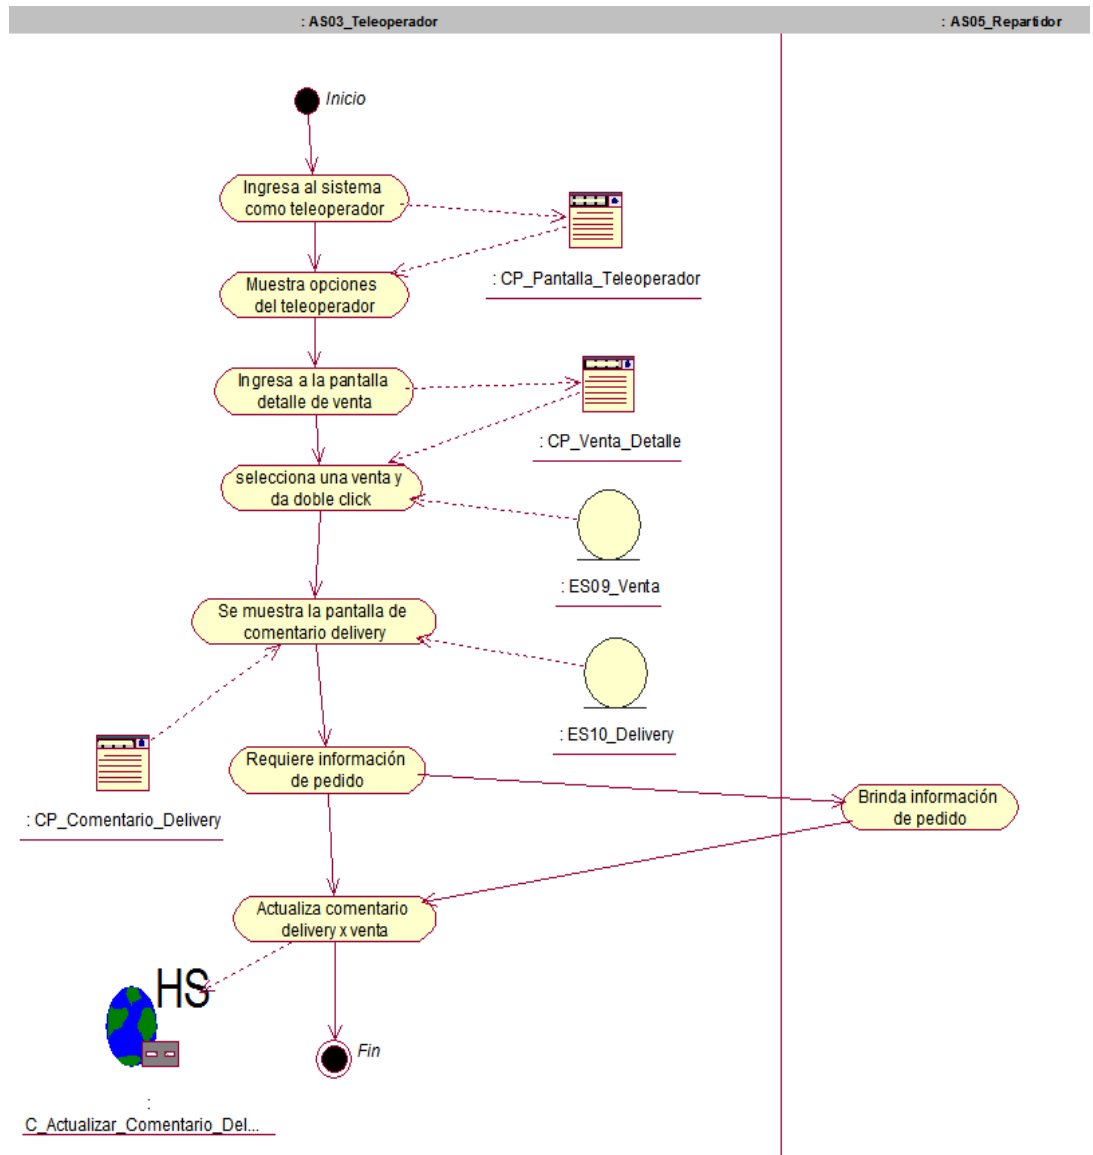 : AS03_Teleoperador
: AS05_Repartidor
Inicio
Ingresa al sistema
como teleoperador
: CP_Pantalla_Teleoperador
Muestra opciones
del teleoperador
Ingresa a la pantalla
detalle de venta
: CP_Venta_Detalle
selecciona una venta y
da doble click
: ES09_Venta
Se muestra la pantalla de
comentario delivery
: ES10_Delivery
Requiere información
de pedido
Brinda información
de pedido
: CP_Comentario_Delivery
Actualiza comentario
delivery x venta
HS
Fin
:
C_Actualizar_Comentario_Del...